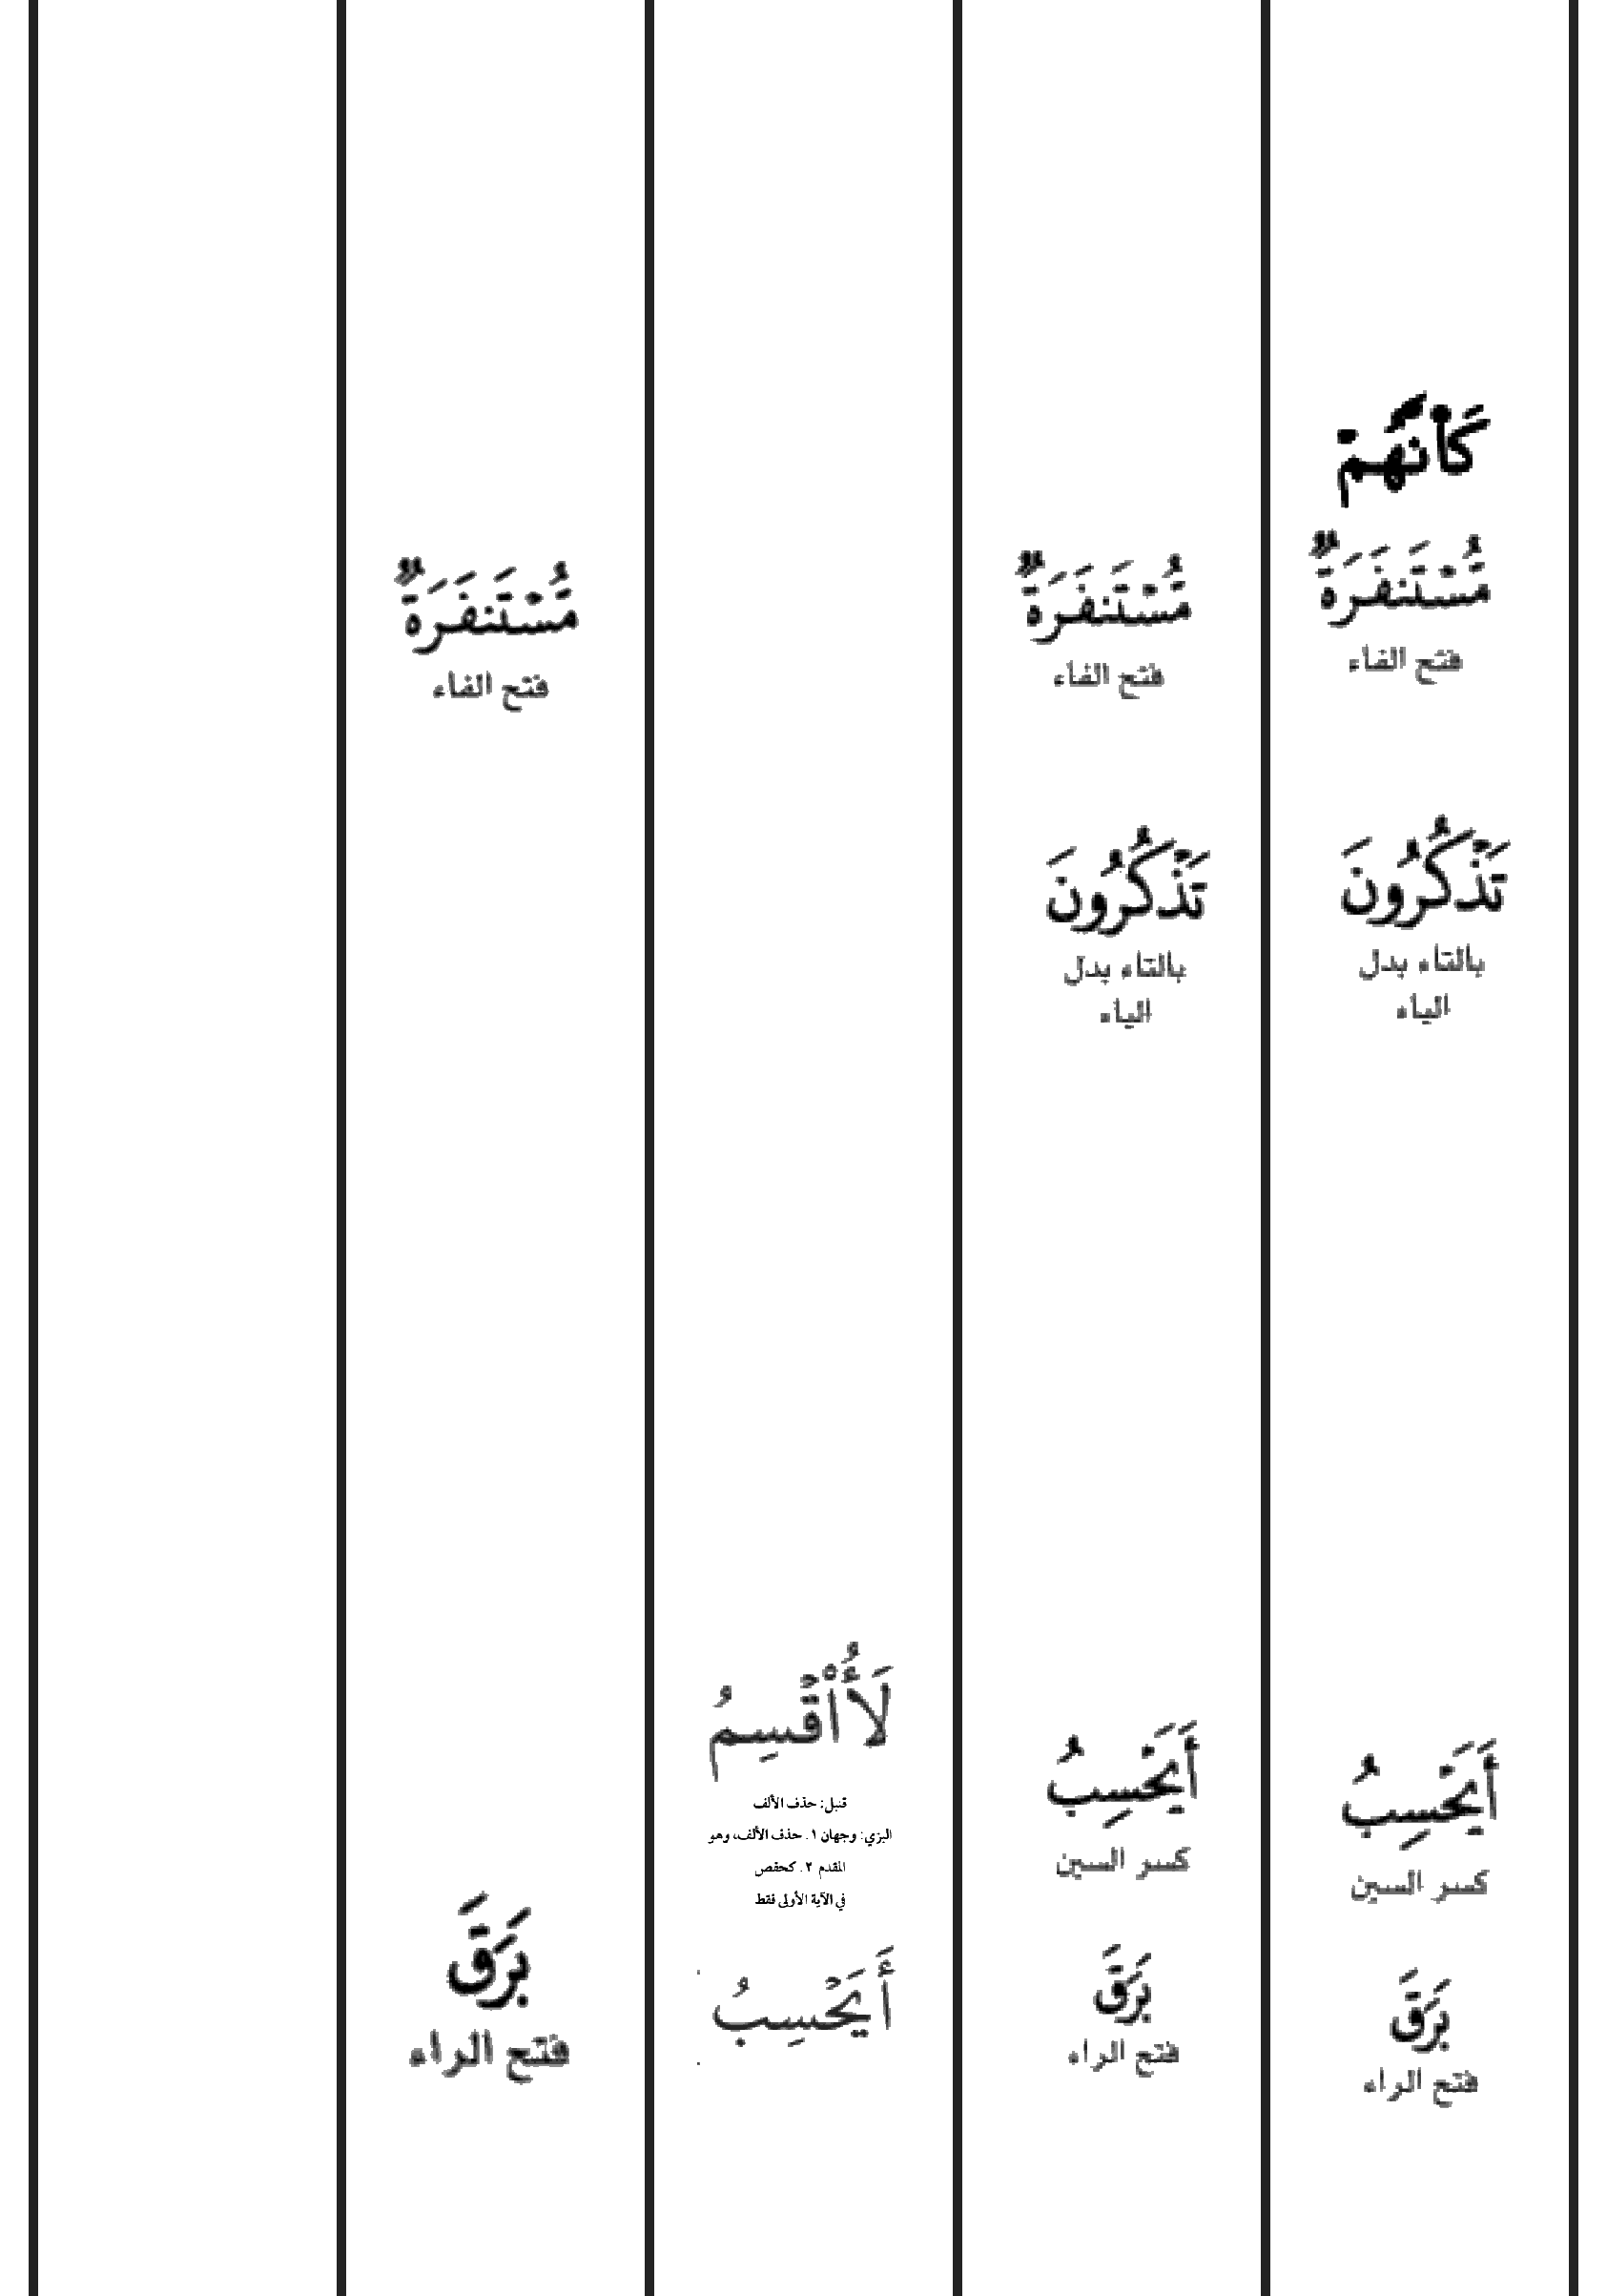 كَأَنَّهُمْ
مُّسْتَنفَرَةٌ
فتح الفاء
تَذْكُرُونَ
بالتاء بدل
الياء
أَيَحْسِبُ
كسر السين
بَرَقَ
فتح الراء
مُّسْتَنفَرَةٌ
فتح الفاء
تَذْكُرُونَ
بالتاء بدل
الياء
أَيَحْسِبُ
كسر السين
بَرَقَ
فتح الراء
لَأُاْقْسِمُ
قنبل: حذف الألف
البزي: وجهان ١. حذف الألف، وهو
المقدم ٢. كحفص
في الآية الأولى فقط
أَيَحْسِبُ
مُّسْتَنفَرَةٌ
فتح الفاء
بَرَقَ
فتح الراء